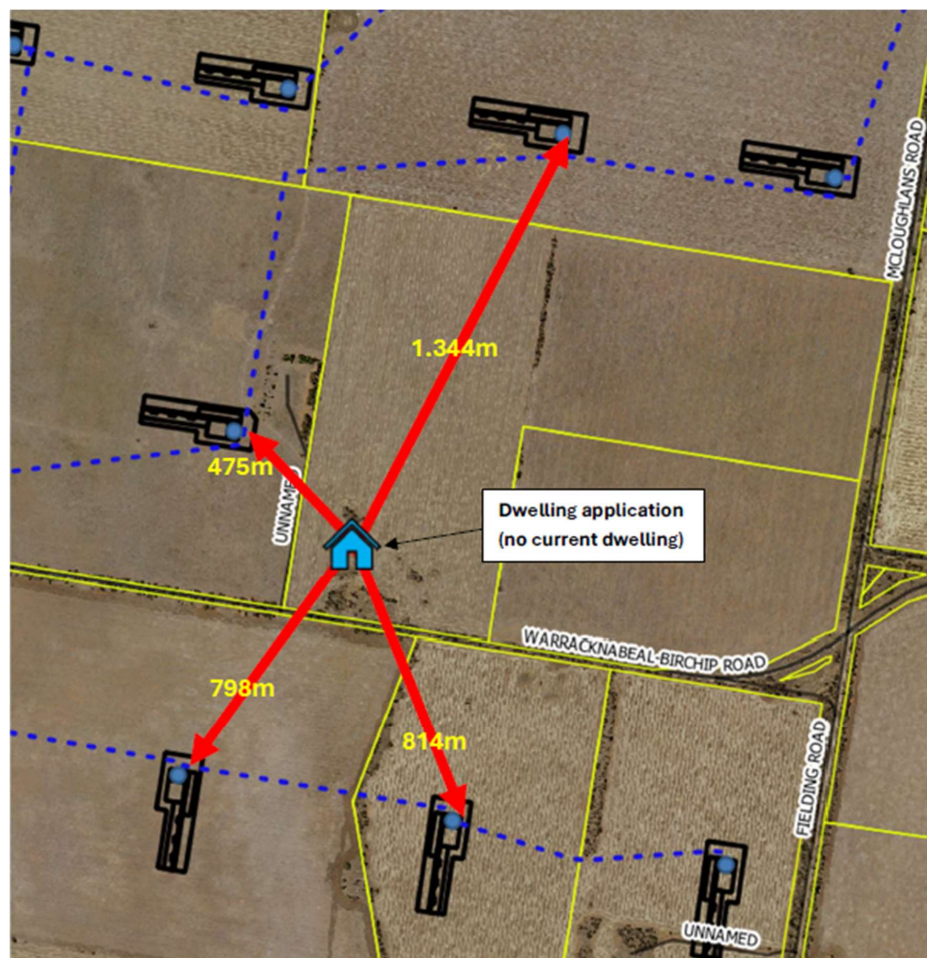 MCLOUGHLANS ROAD
1.344m
475m
UNNAMED
Dwelling application
(no current dwelling)
WARRACKNABEAL-BIRCHIP ROAD
798m
814m
FIELDING ROAD
UNNAMED